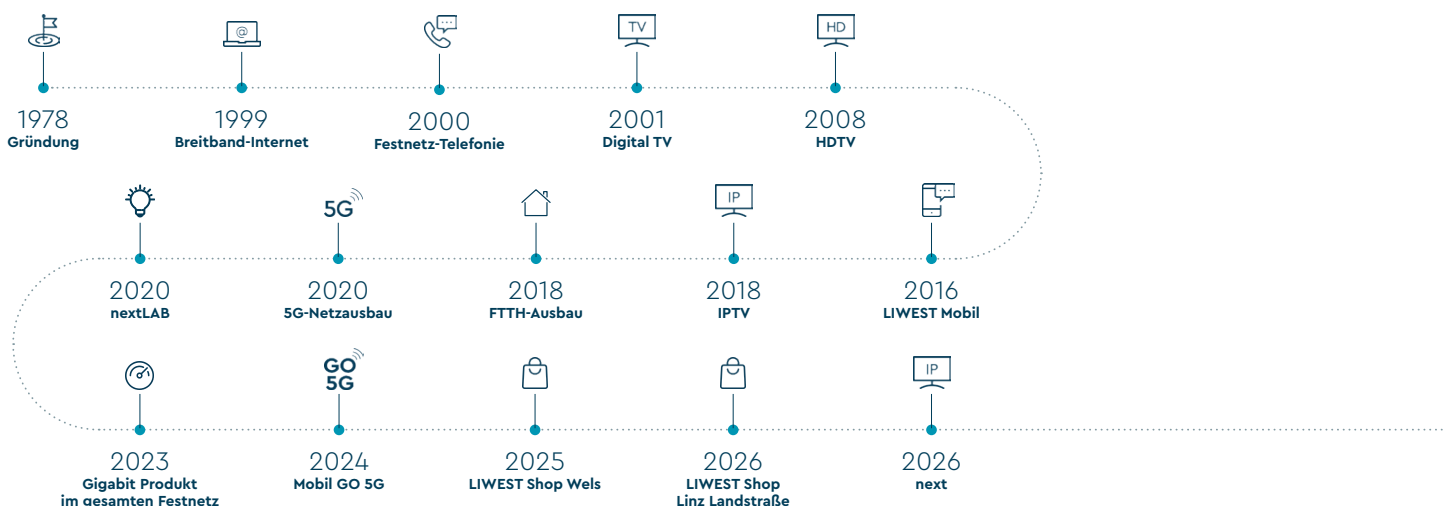 @
TV
HD
1978
Gründung
1999
Breitband-Internet
2000
Festnetz-Telefonie
2001
Digital TV
2008
HDTV
5G
IP
2020
nextLAB
2020
5G-Netzausbau
2018
FTTH-Ausbau
2018
IPTV
2016
LIWEST Mobil
GO
5G
IP
2023
Gigabit Produkt
im gesamten Festnetz
2024
Mobil GO 5G
2025
LIWEST Shop Wels
2026
LIWEST Shop
Linz Landstraße
2026
next